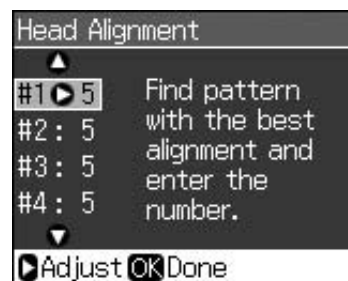 Head Alignment
#1 5
#2: 5
#3: 5
#4: 5
Find pattern
with the best
alignment and
enter the
number.
Adjust OK Done